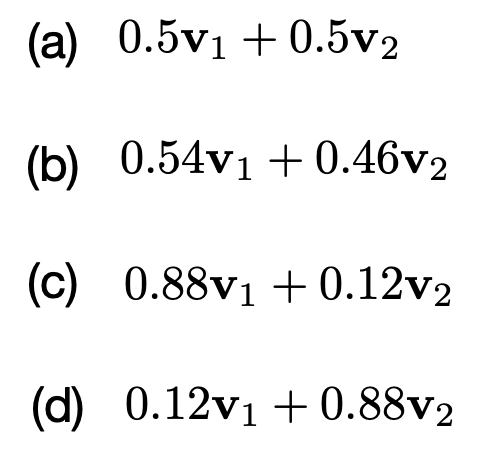 (a) 0.5v₁ + 0.5v₂
(b) 0.54v₁ + 0.46v₂
(c) 0.88v₁ + 0.12v₂
(d) 0.12v₁ + 0.88v₂